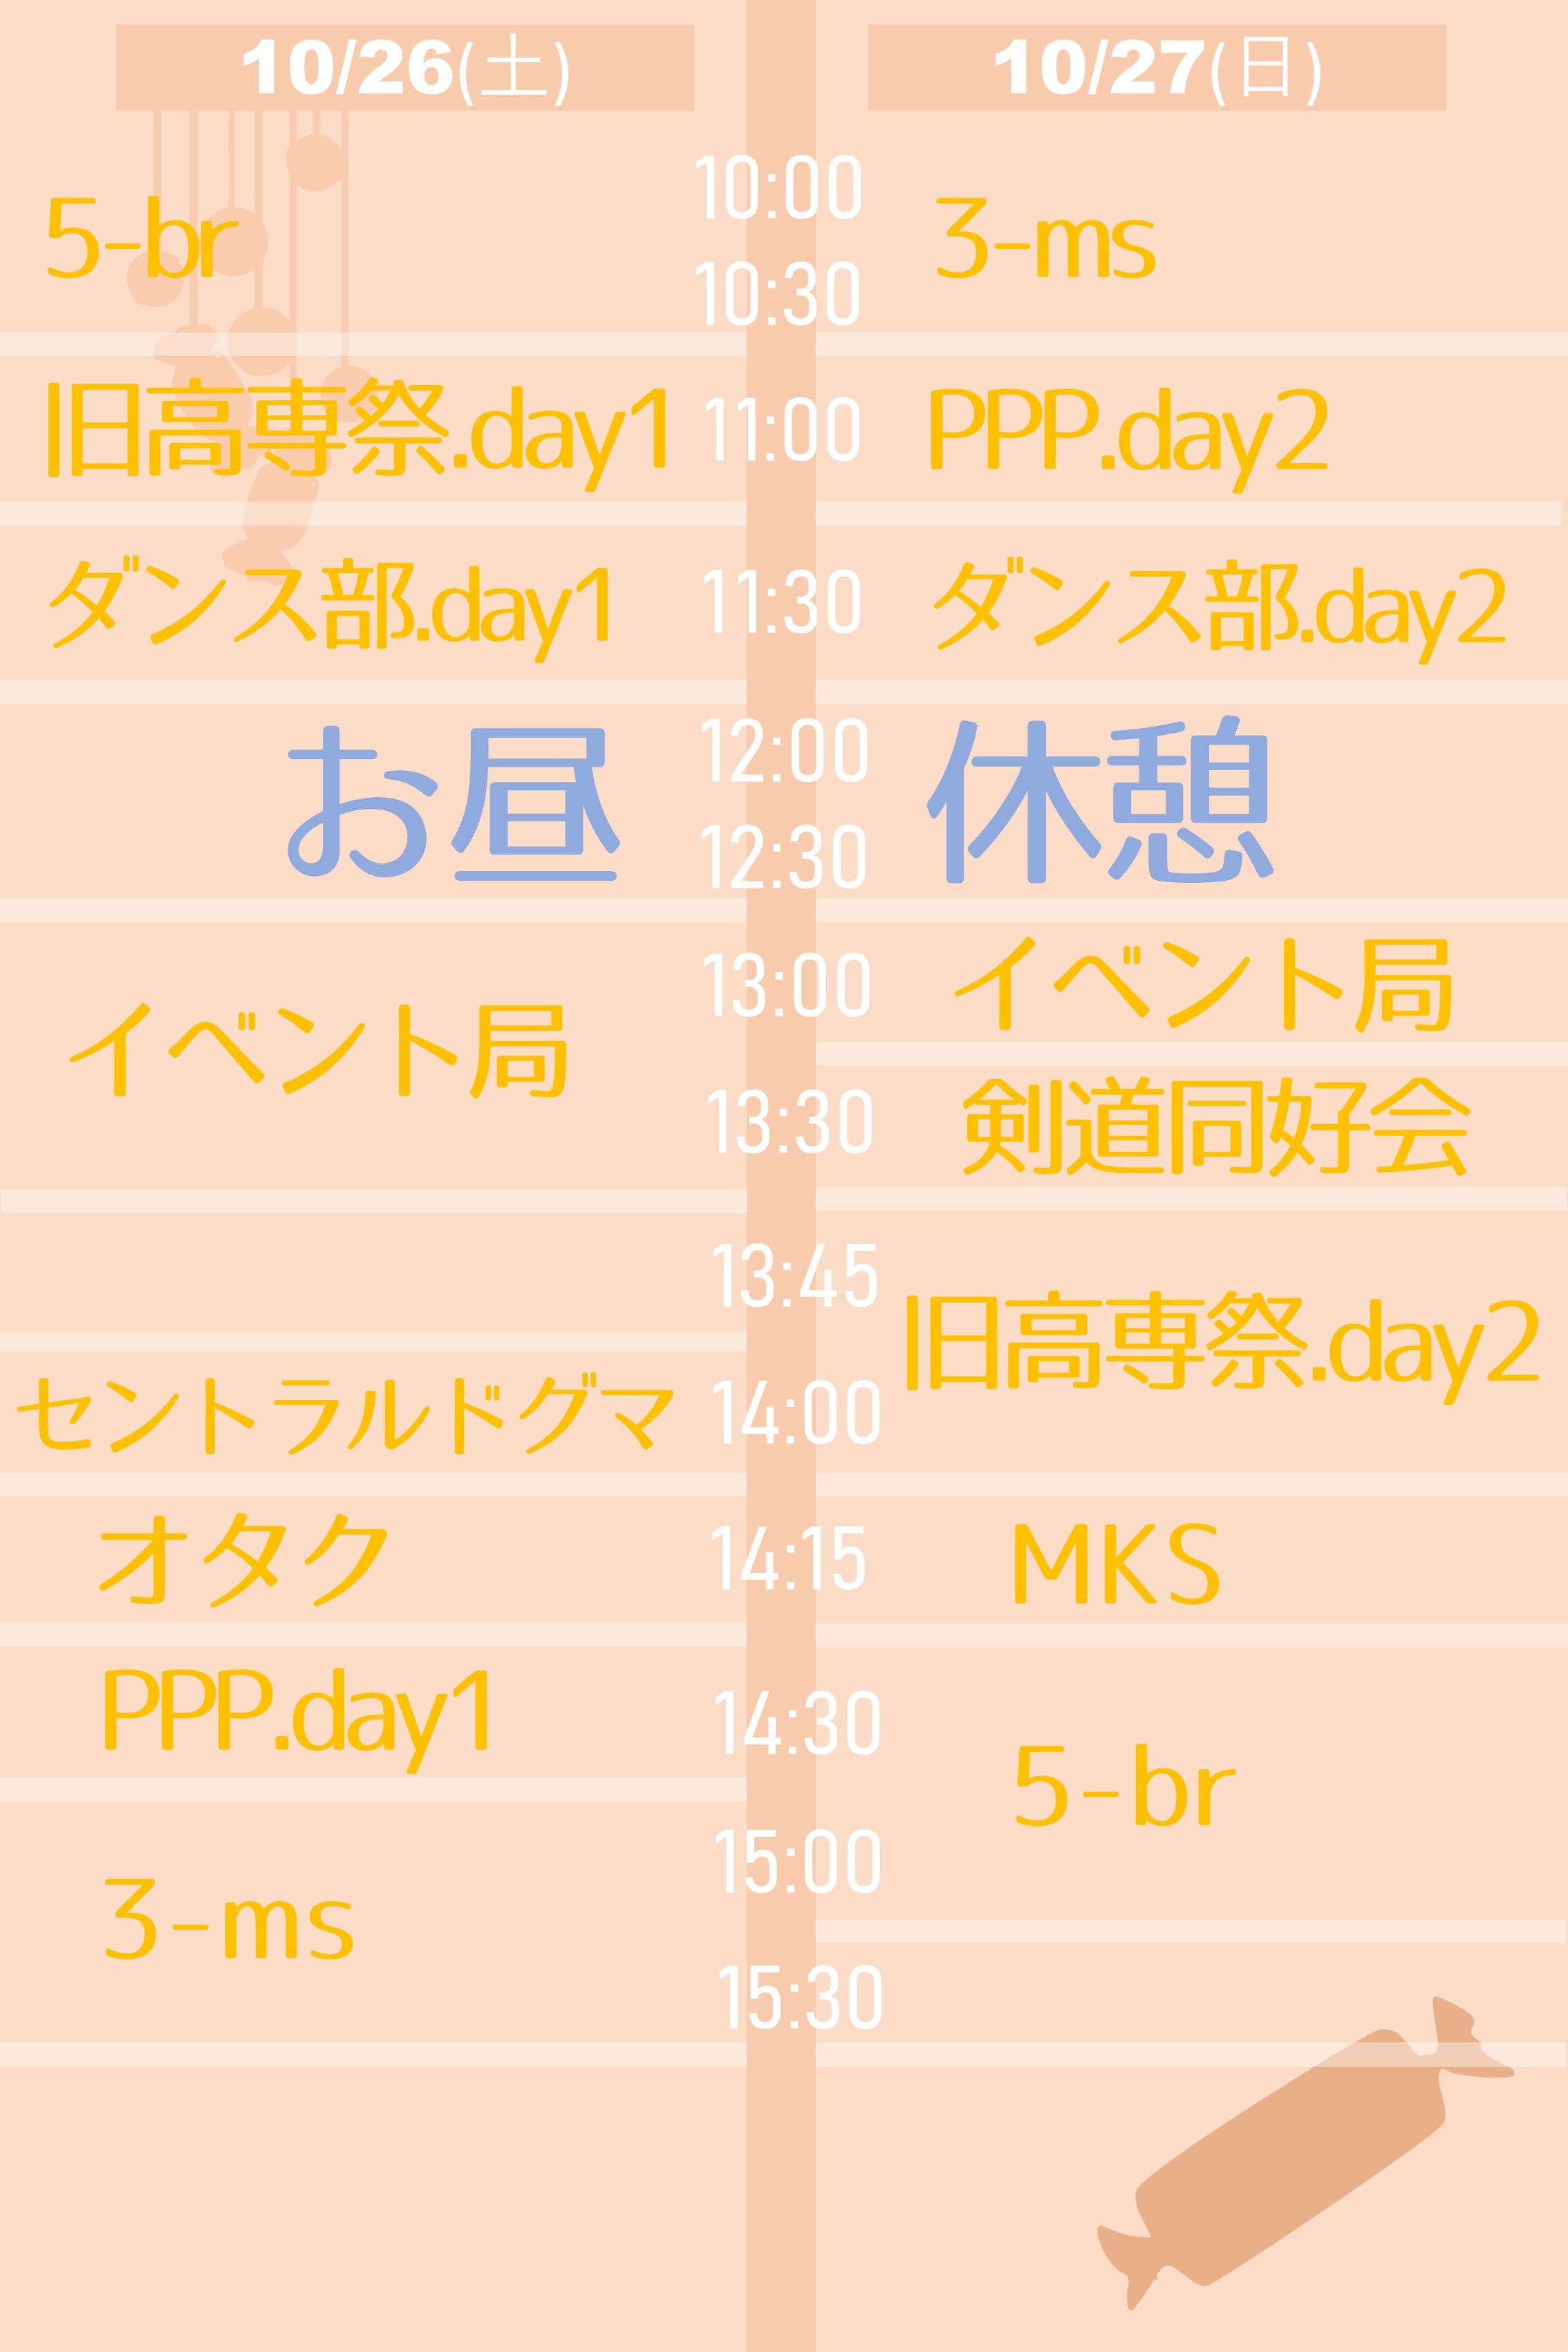 10/26(土) 10/27(日)
10:00
5-br 3-ms
10:30
旧高専祭.day1 11:00 PPP.day2
ダンス部.day1 11:30 ダンス部.day2
12:00
お昼 休憩
12:30
13:00 イベント局
イベント局
13:30 剣道同好会
13:45
旧高専祭.day2
セントラルドグマ 14:00
オタク 14:15 MKS
PPP.day1 14:30
5-br
15:00
3-ms
15:30